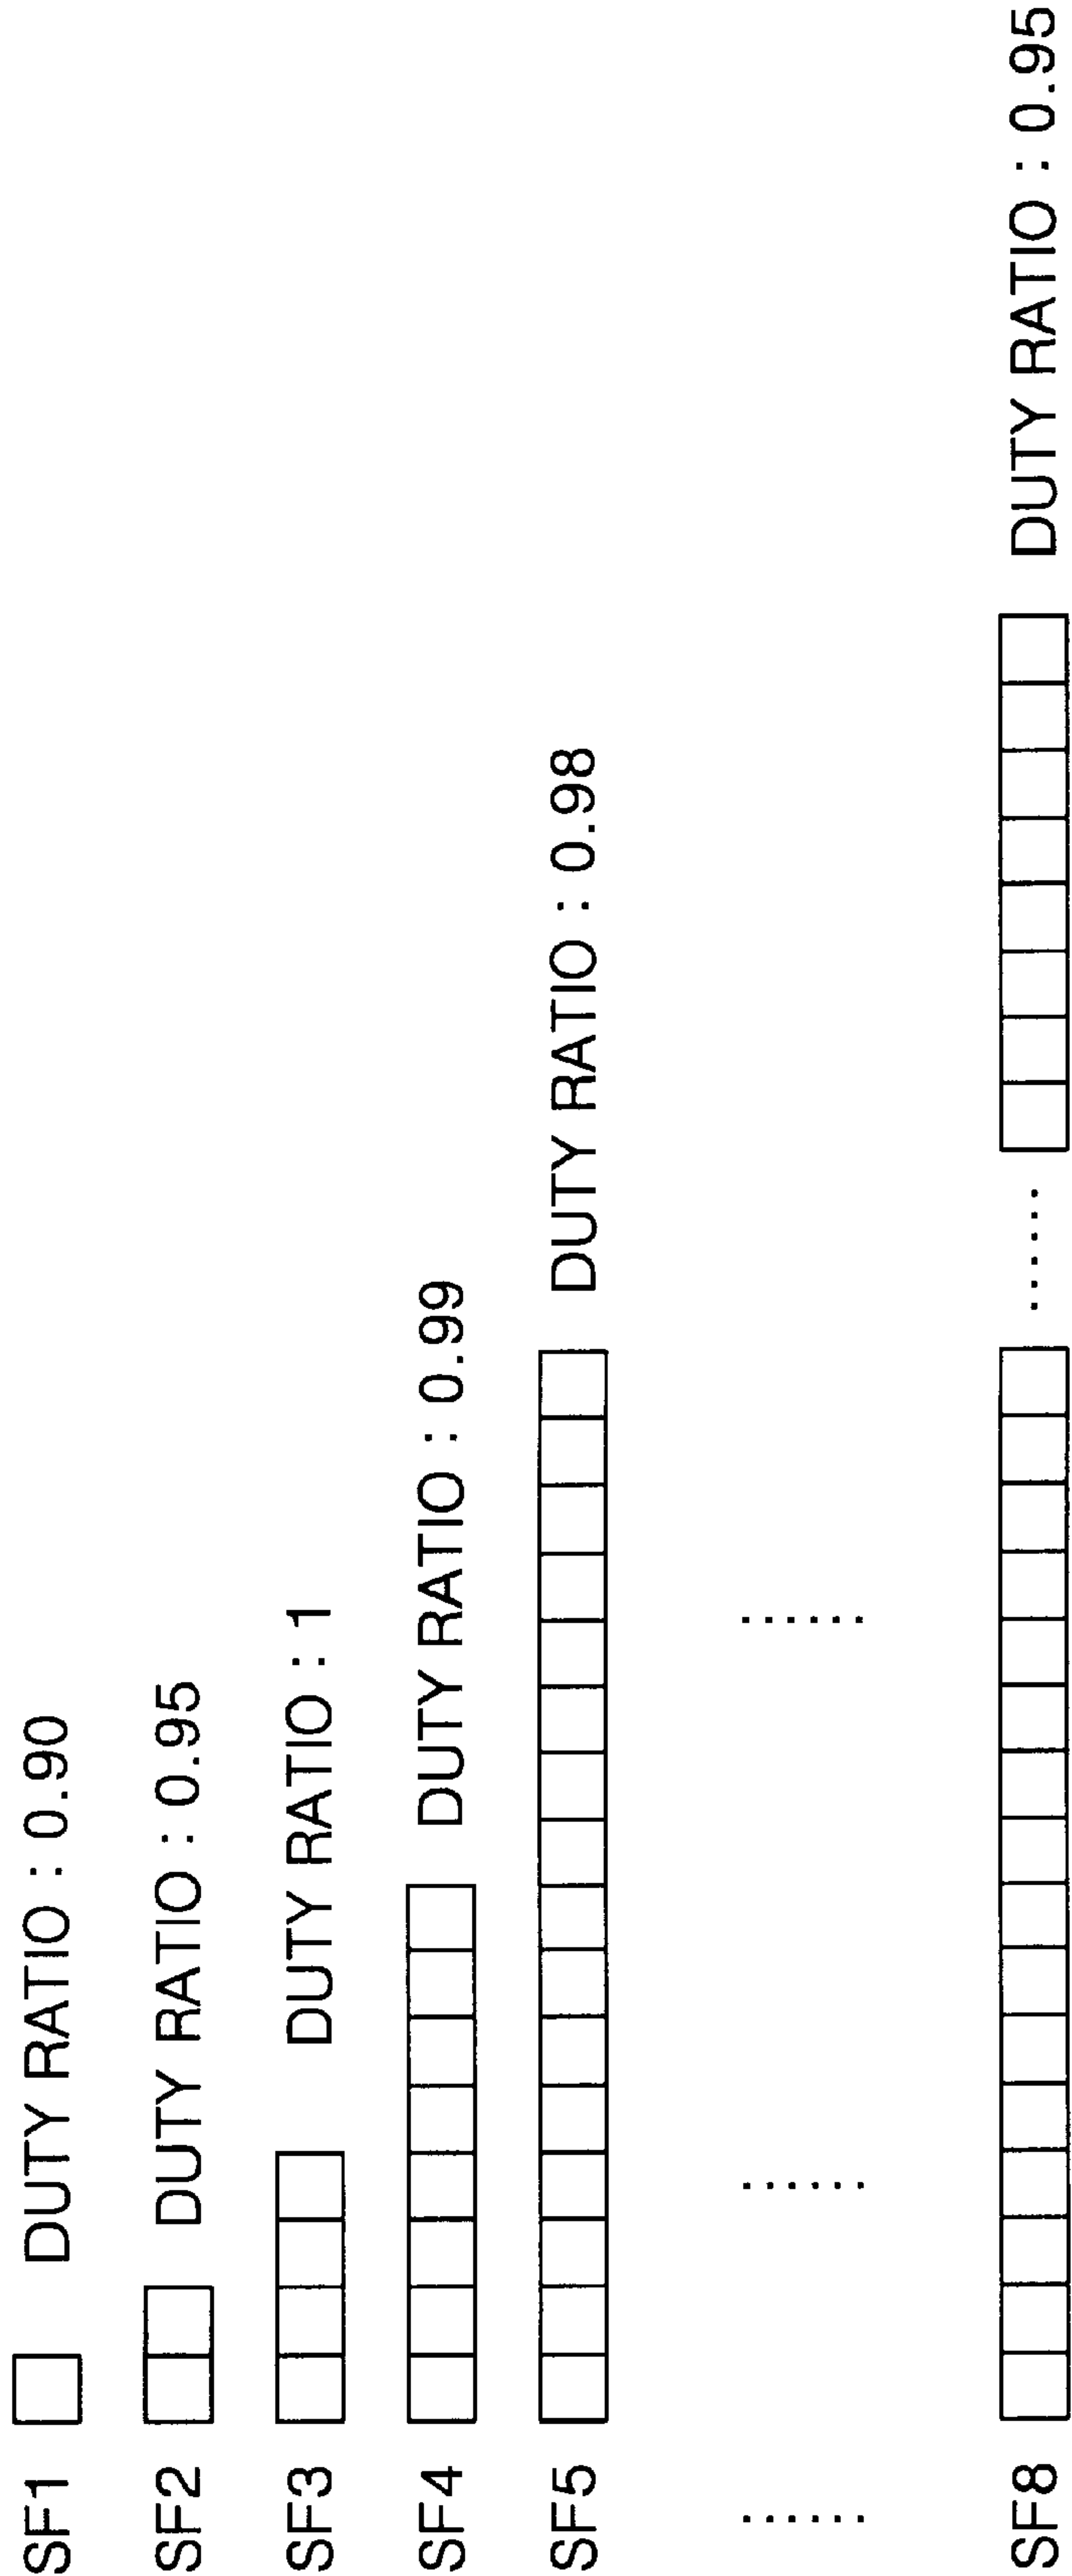 SF1 DUTY RATIO : 0.90
SF2 DUTY RATIO : 0.95
SF3 DUTY RATIO : 1
SF4 DUTY RATIO : 0.99
SF5 DUTY RATIO : 0.98
...... ...... ......
SF8 ...... DUTY RATIO : 0.95